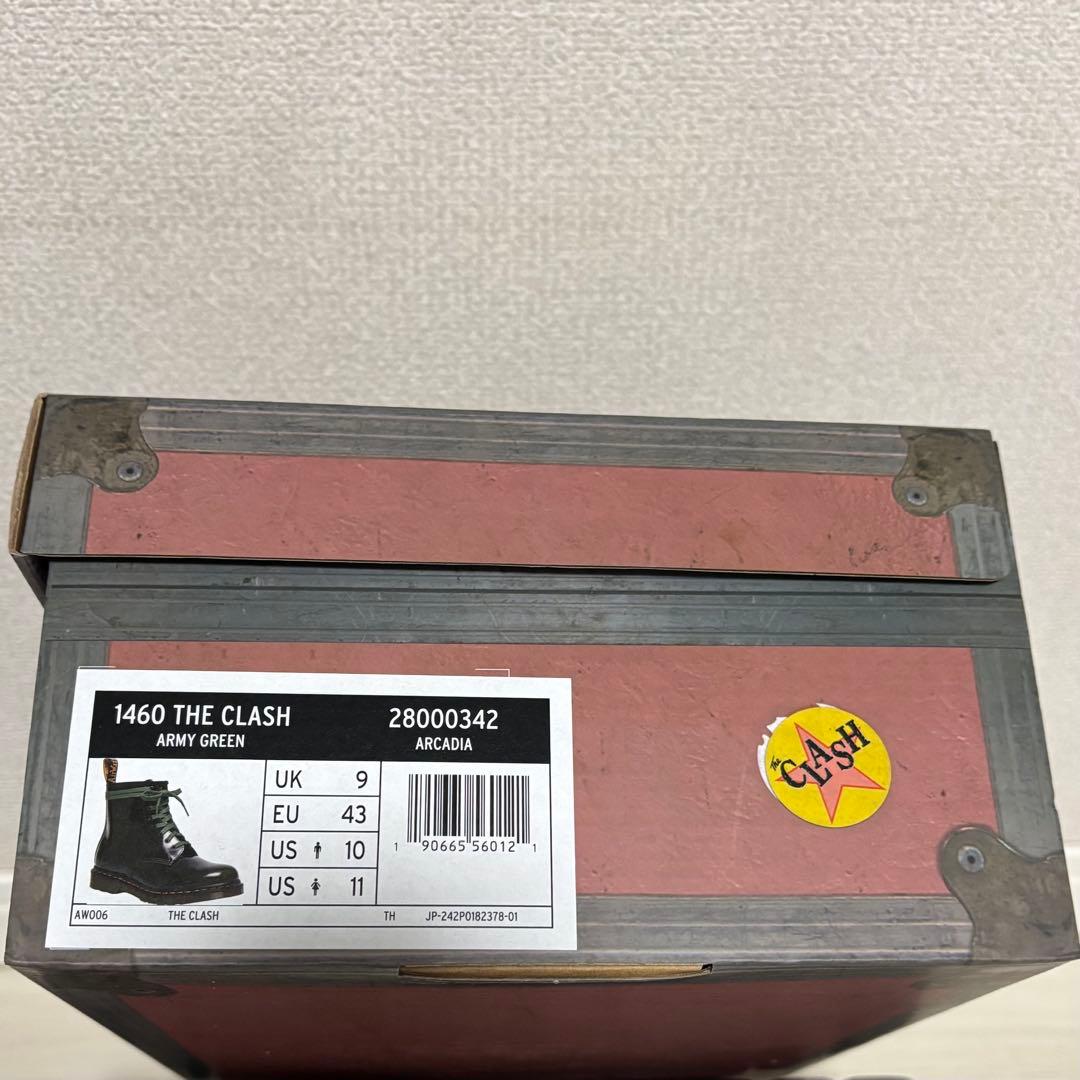 1460 THE CLASH
ARMY GREEN
28000342
ARCADIA
UK 9
EU 43
US 10
US 11
1 90665 56012 1
AW006 THE CLASH TH JP-242P0182378-01
The
CLASH